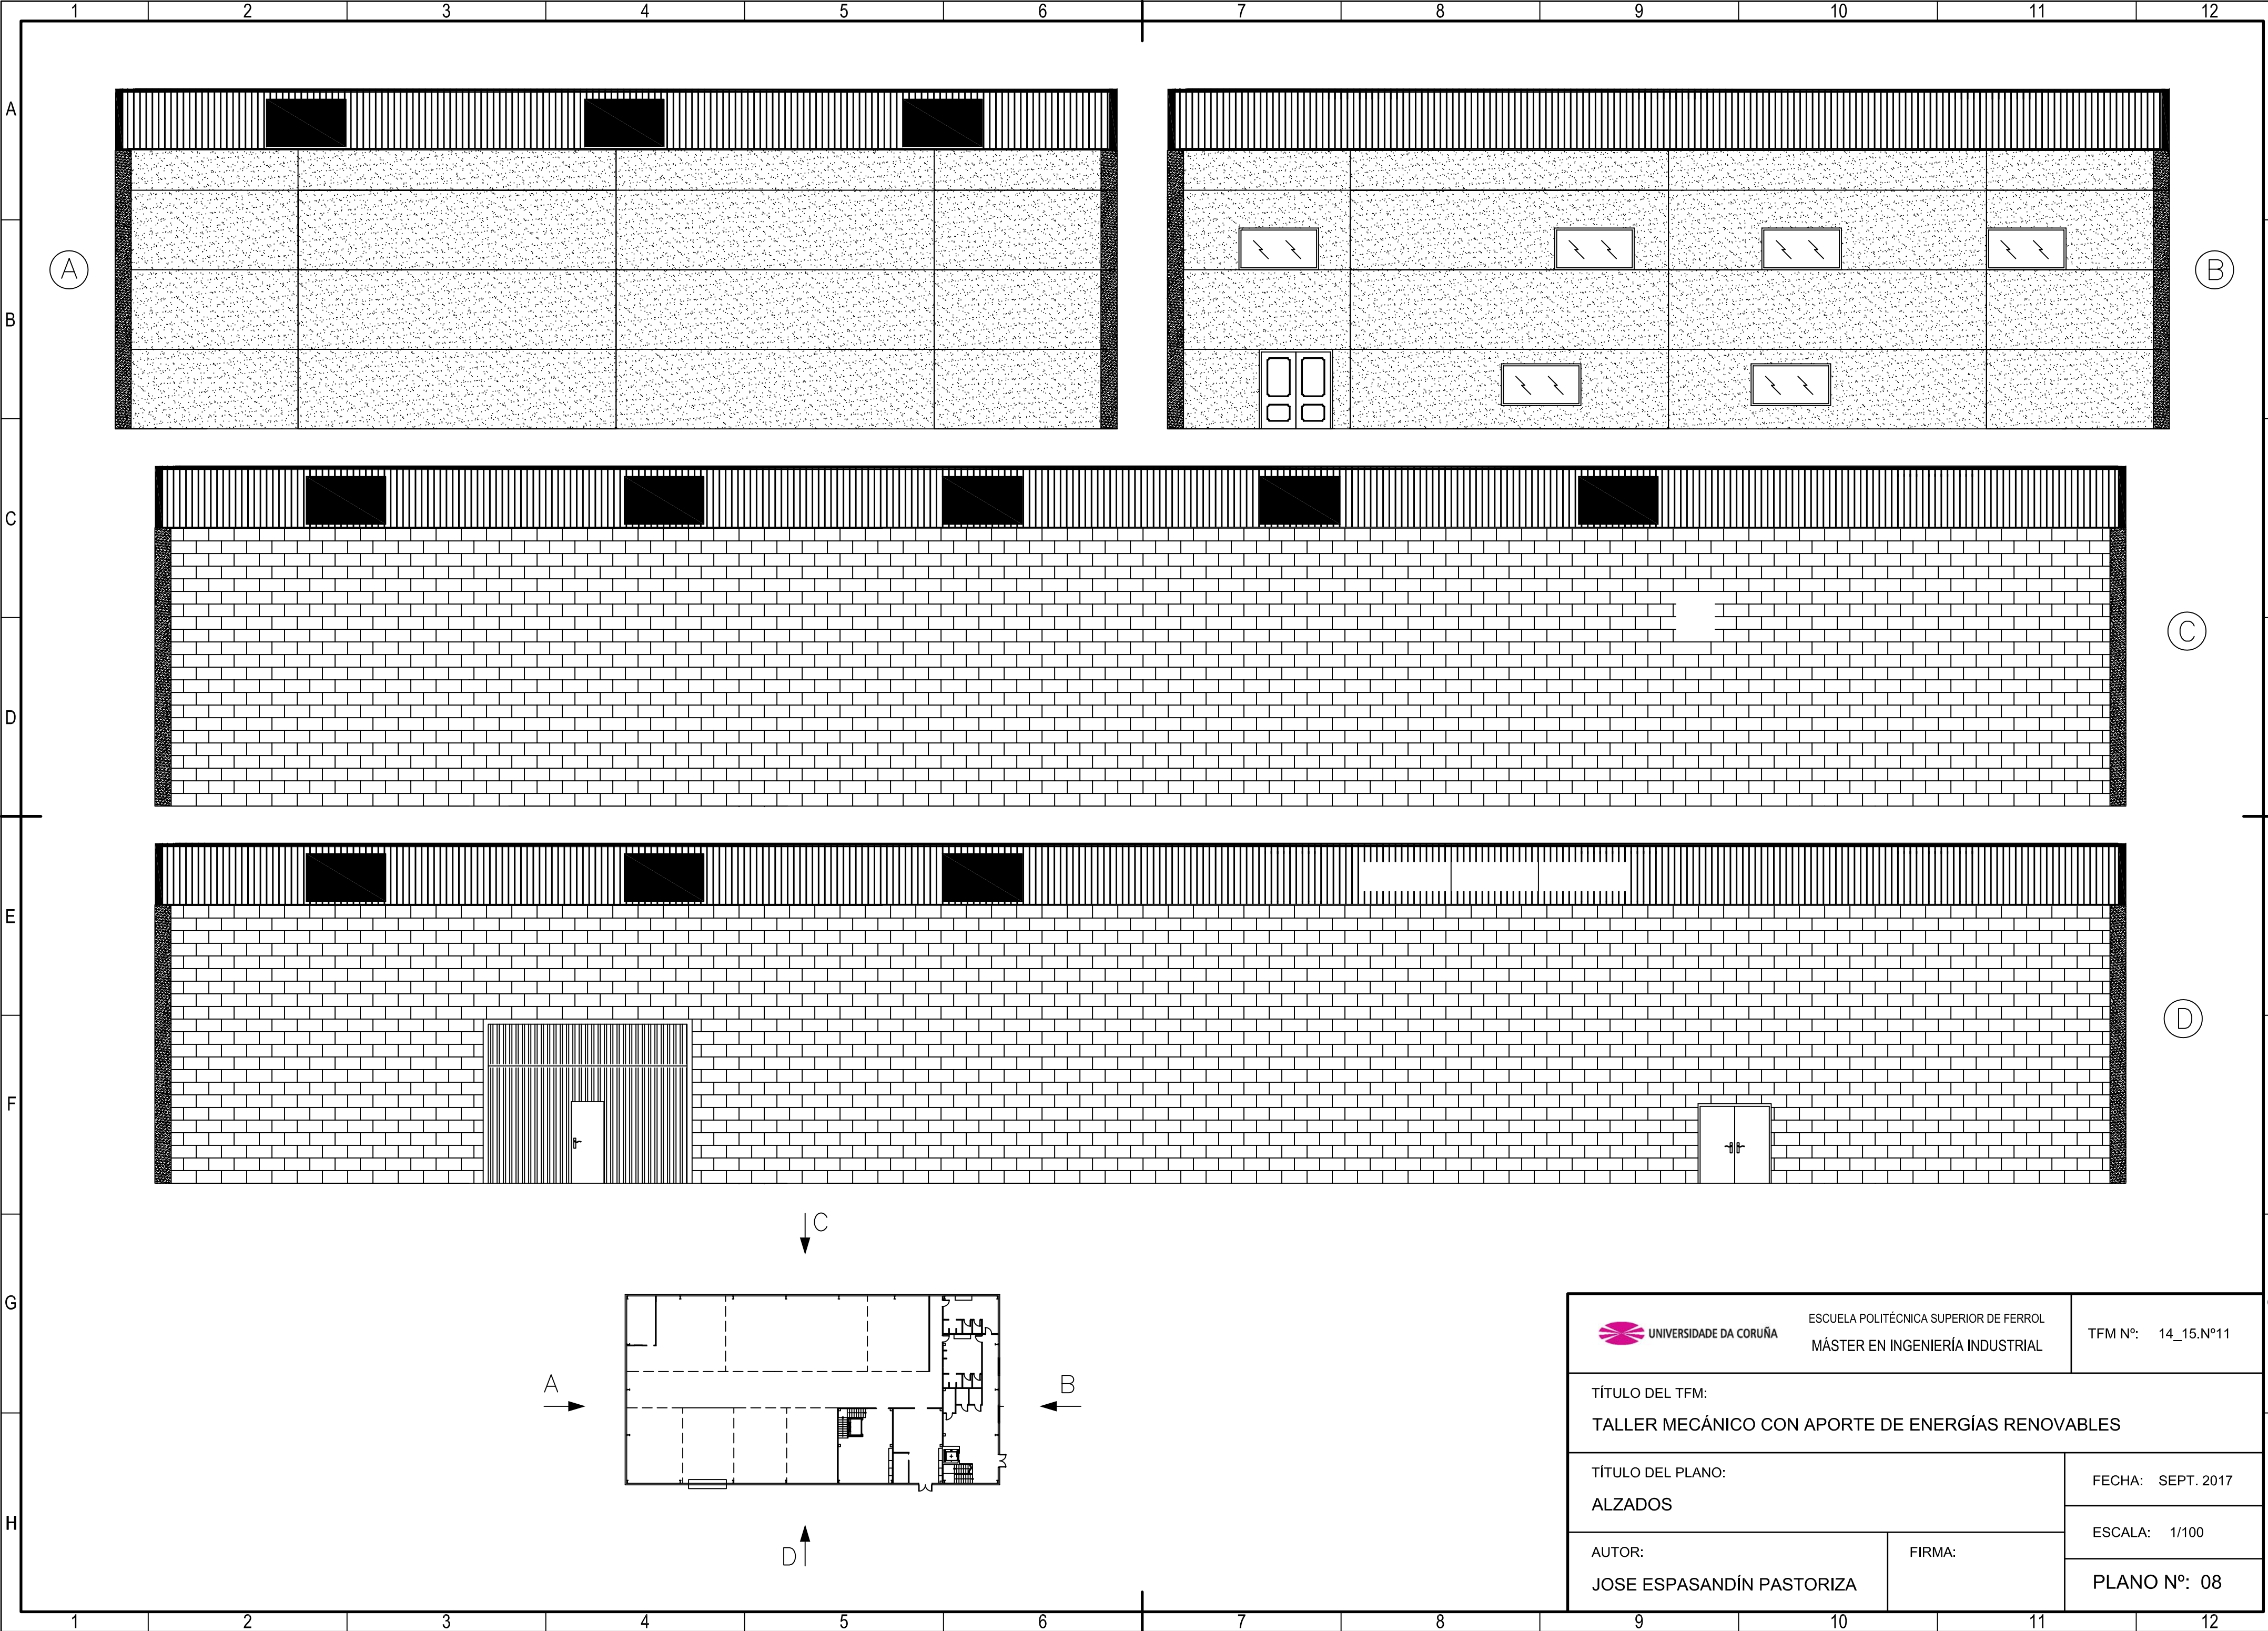 1 2 3 4 5 6 7 8 9 10 11 12
A
B
C
D
E
F
G
H
A
B
C
D
C
A
B
D
UNIVERSIDADE DA CORUÑA
ESCUELA POLITÉCNICA SUPERIOR DE FERROL
MÁSTER EN INGENIERÍA INDUSTRIAL
TFM Nº: 14_15.Nº11
TÍTULO DEL TFM:
TALLER MECÁNICO CON APORTE DE ENERGÍAS RENOVABLES
TÍTULO DEL PLANO:
ALZADOS
FECHA: SEPT. 2017
ESCALA: 1/100
AUTOR:
JOSE ESPASANDÍN PASTORIZA
FIRMA:
PLANO Nº: 08
1 2 3 4 5 6 7 8 9 10 11 12